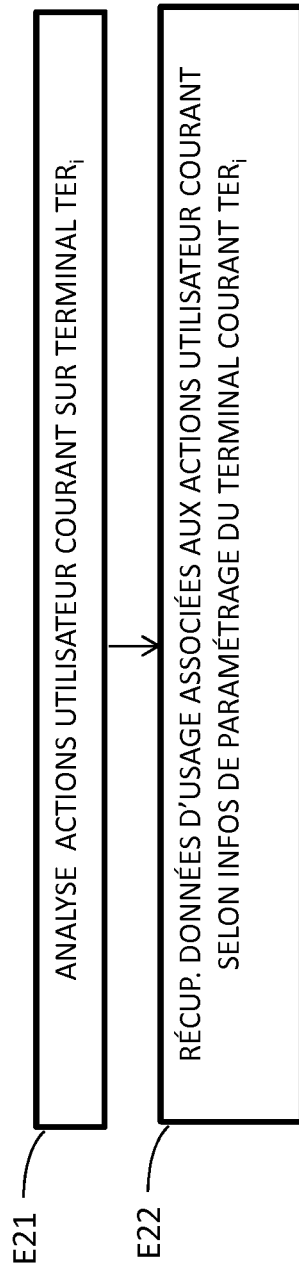 E21
ANALYSE ACTIONS UTILISATEUR COURANT SUR TERMINAL TERi
E22
RÉCUP. DONNÉES D'USAGE ASSOCIÉES AUX ACTIONS UTILISATEUR COURANT
SELON INFOS DE PARAMÉTRAGE DU TERMINAL COURANT TERi